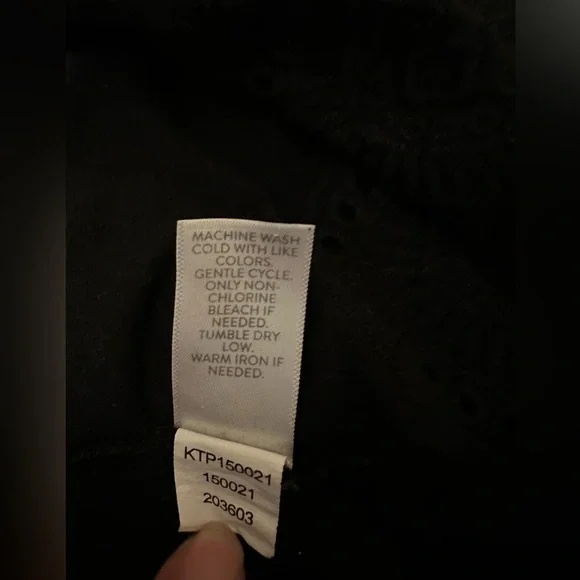 MACHINE WASH
COLD WITH LIKE
COLORS.
GENTLE CYCLE.
ONLY NON-
CHLORINE
BLEACH IF
NEEDED.
TUMBLE DRY
LOW.
WARM IRON IF
NEEDED.
KTP150021
150021
203603